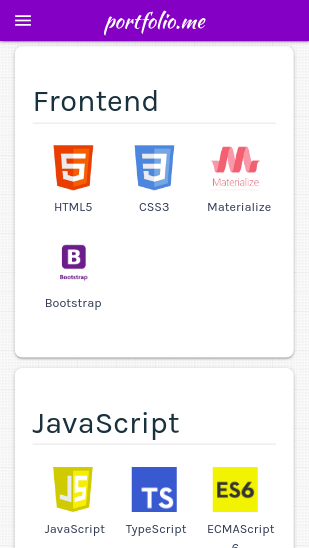 portfolio.me
Frontend
5 3 Materialize
HTML5 CSS3 Materialize
B
Bootstrap
Bootstrap
JavaScript
JS TS ES6
JavaScript TypeScript ECMAScript
6